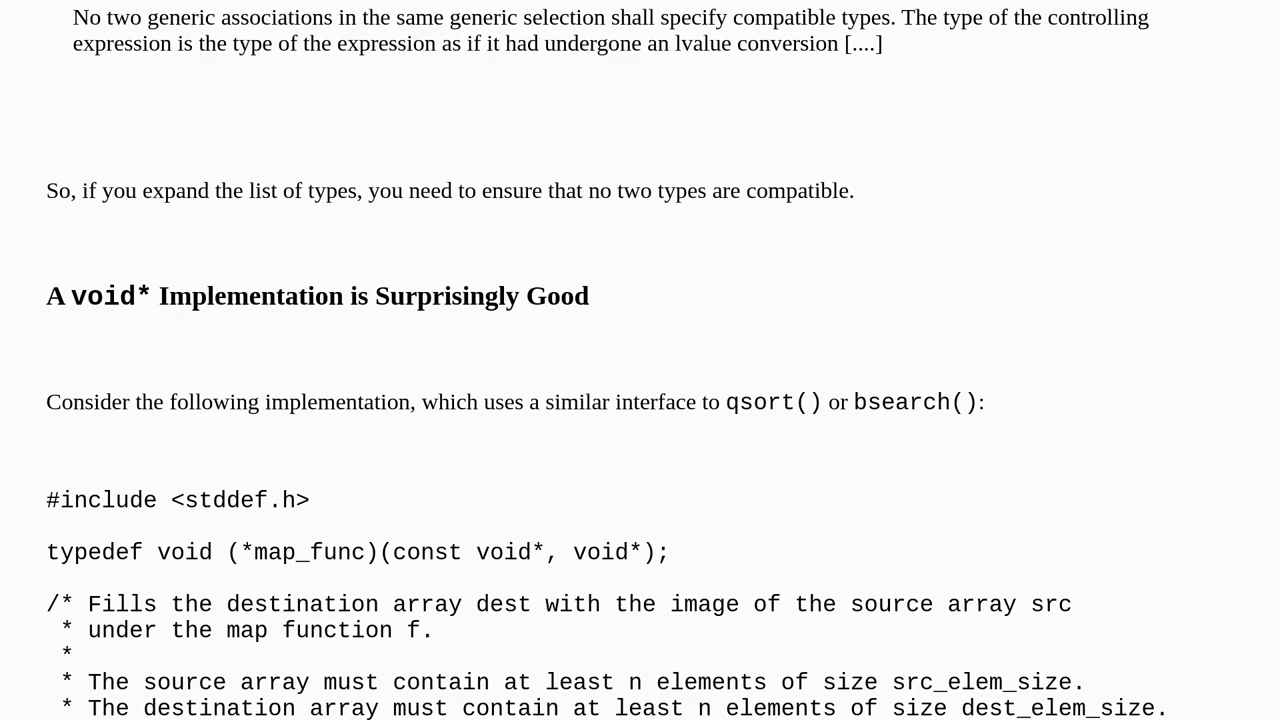 No two generic associations in the same generic selection shall specify compatible types. The type of the controlling
expression is the type of the expression as if it had undergone an lvalue conversion [....]
So, if you expand the list of types, you need to ensure that no two types are compatible.
A void* Implementation is Surprisingly Good
Consider the following implementation, which uses a similar interface to qsort() or bsearch():
#include <stddef.h>
typedef void (*map_func)(const void*, void*);
/* Fills the destination array dest with the image of the source array src
 * under the map function f.
 *
 * The source array must contain at least n elements of size src_elem_size.
 * The destination array must contain at least n elements of size dest_elem_size.